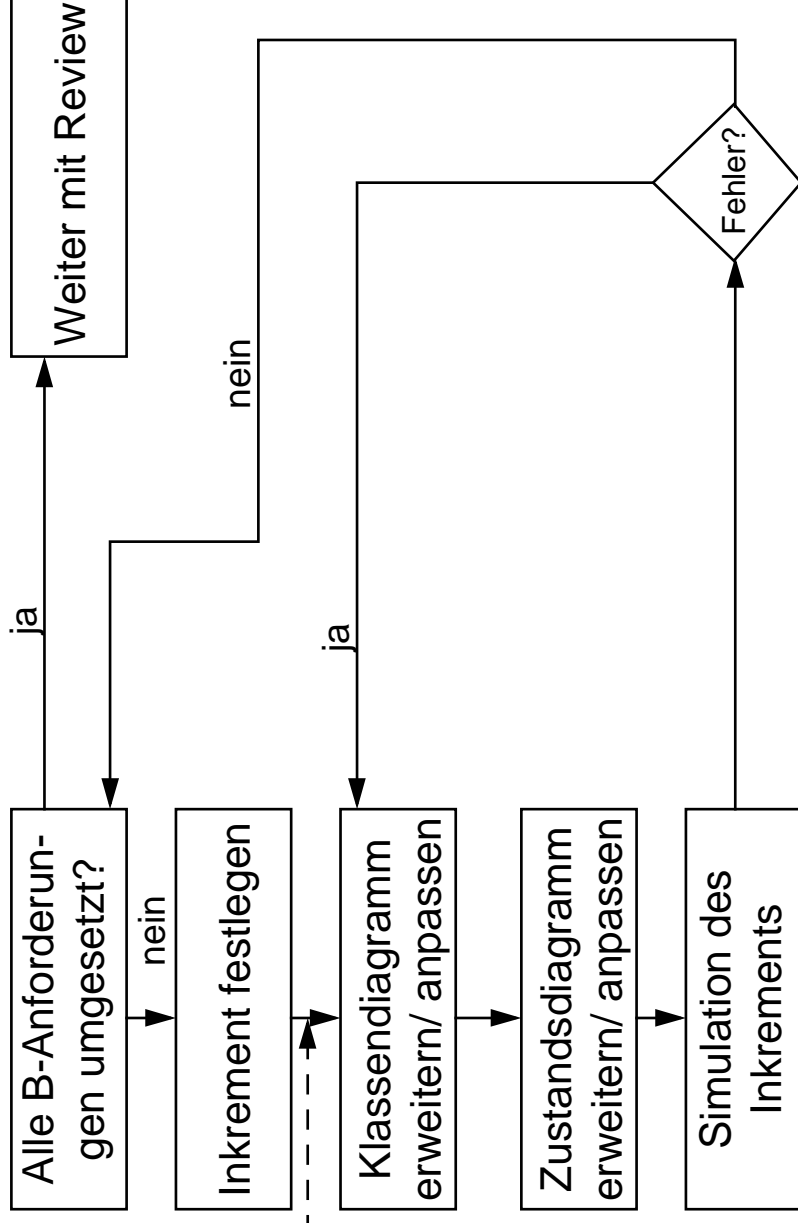 Alle B-Anforderun-
gen umgesetzt?
ja
Weiter mit Review
nein
Inkrement festlegen
nein
Klassendiagramm
erweitern/ anpassen
ja
Zustandsdiagramm
erweitern/ anpassen
Simulation des
Inkrements
Fehler?